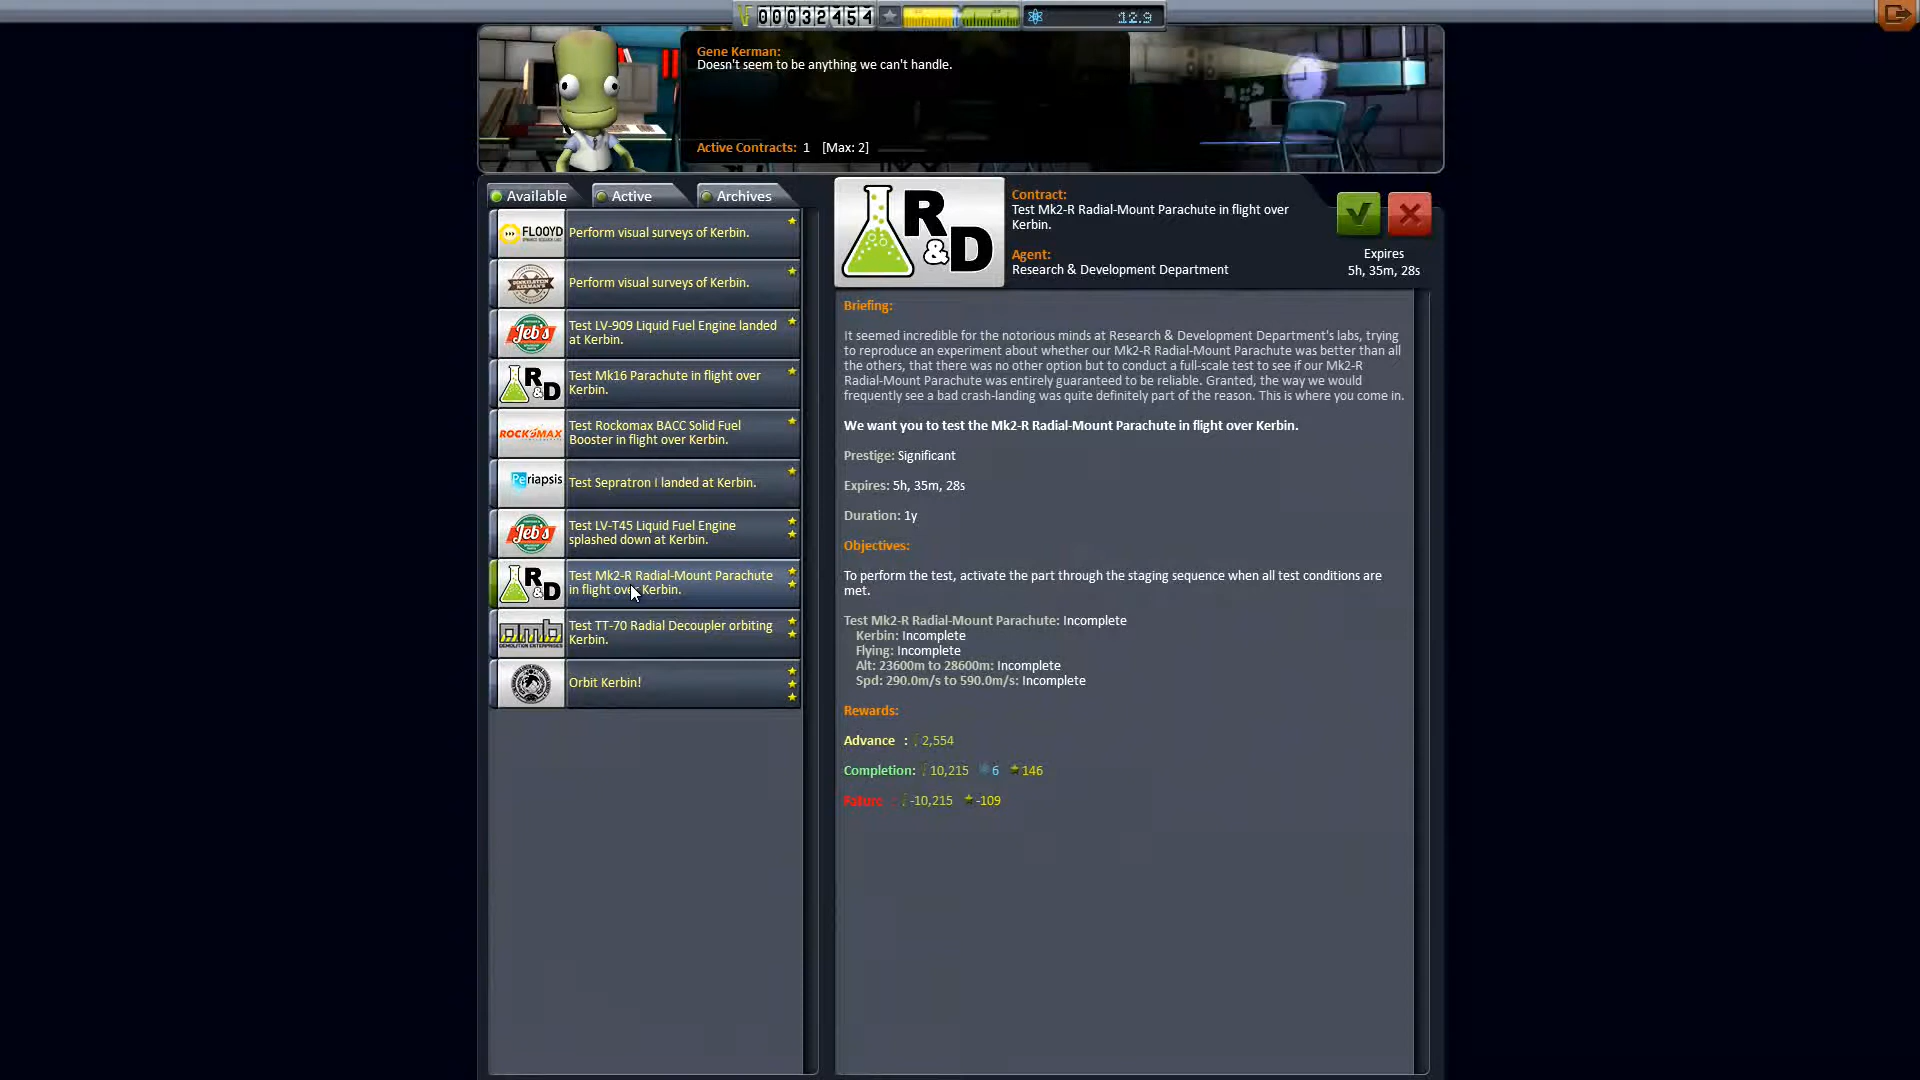 00032454
12.9
Gene Kerman:
Doesn't seem to be anything we can't handle.
Active Contracts: 1 [Max: 2]
Available
Active
Archives
FLOOYD
Perform visual surveys of Kerbin.
Perform visual surveys of Kerbin.
Jeb's
Test LV-909 Liquid Fuel Engine landed
at Kerbin.
R&D
Test Mk16 Parachute in flight over
Kerbin.
ROCKOMAX
Test Rockomax BACC Solid Fuel
Booster in flight over Kerbin.
Periapsis
Test Sepratron I landed at Kerbin.
Jeb's
Test LV-T45 Liquid Fuel Engine
splashed down at Kerbin.
R&D
Test Mk2-R Radial-Mount Parachute
in flight over Kerbin.
omb
DEMOLITION ENTERPRISES
Test TT-70 Radial Decoupler orbiting
Kerbin.
Orbit Kerbin!
R&D
Contract:
Test Mk2-R Radial-Mount Parachute in flight over
Kerbin.
Agent:
Research & Development Department
Expires
5h, 35m, 28s
Briefing:
It seemed incredible for the notorious minds at Research & Development Department's labs, trying
to reproduce an experiment about whether our Mk2-R Radial-Mount Parachute was better than all
the others, that there was no other option but to conduct a full-scale test to see if our Mk2-R
Radial-Mount Parachute was entirely guaranteed to be reliable. Granted, the way we would
frequently see a bad crash-landing was quite definitely part of the reason. This is where you come in.
We want you to test the Mk2-R Radial-Mount Parachute in flight over Kerbin.
Prestige: Significant
Expires: 5h, 35m, 28s
Duration: 1y
Objectives:
To perform the test, activate the part through the staging sequence when all test conditions are
met.
Test Mk2-R Radial-Mount Parachute: Incomplete
Kerbin: Incomplete
Flying: Incomplete
Alt: 23600m to 28600m: Incomplete
Spd: 290.0m/s to 590.0m/s: Incomplete
Rewards:
Advance : 2,554
Completion: 10,215 6 146
Failure : -10,215 -109